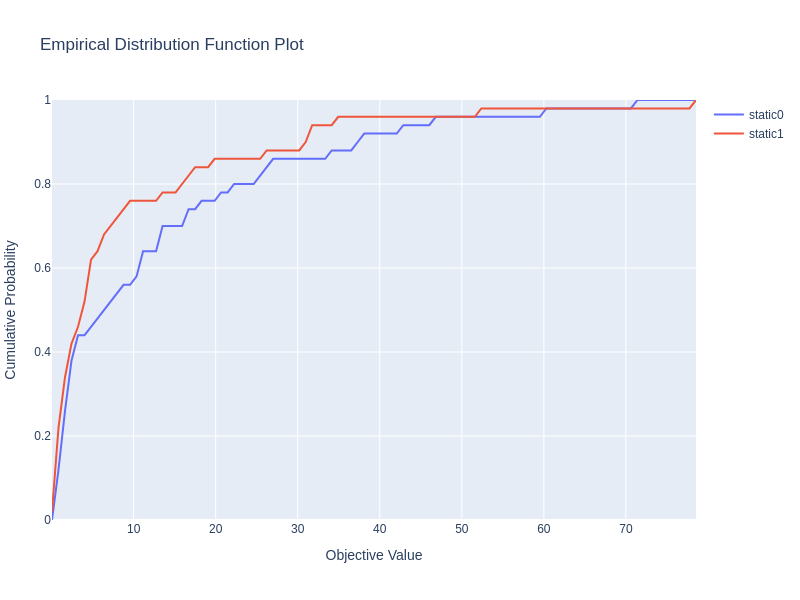 Empirical Distribution Function Plot
1
0.8
0.6
0.4
0.2
0
10
20
30
40
50
60
70
Objective Value
Cumulative Probability
static0
static1